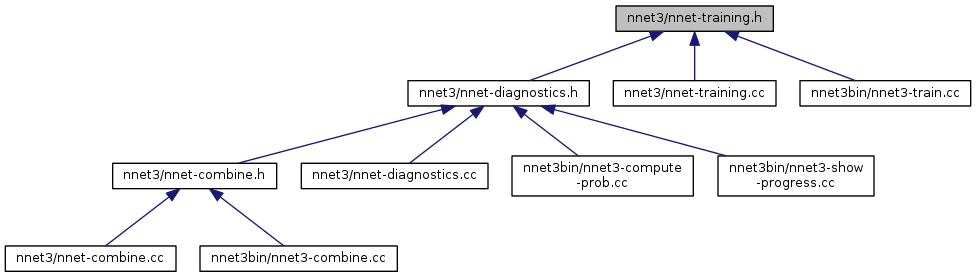 nnet3/nnet-training.h
nnet3/nnet-diagnostics.h
nnet3/nnet-training.cc
nnet3bin/nnet3-train.cc
nnet3/nnet-combine.h
nnet3/nnet-diagnostics.cc
nnet3bin/nnet3-compute
-prob.cc
nnet3bin/nnet3-show
-progress.cc
nnet3/nnet-combine.cc
nnet3bin/nnet3-combine.cc